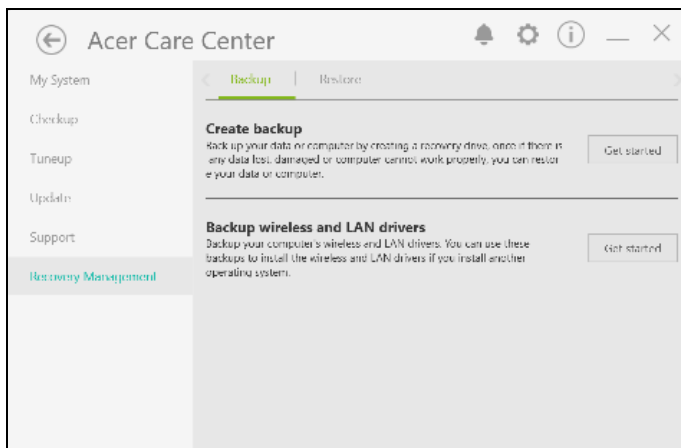 Acer Care Center
My System
Backup
Restore
Checkup
Create backup
Back up your data or computer by creating a recovery drive, once if there is
any data lost, damaged or computer cannot work properly, you can restor
e your data or computer.
Get started
Tuneup
Update
Support
Backup wireless and LAN drivers
Backup your computer's wireless and LAN drivers. You can use these
backups to install the wireless and LAN drivers if you install another
operating system.
Get started
Recovery Management